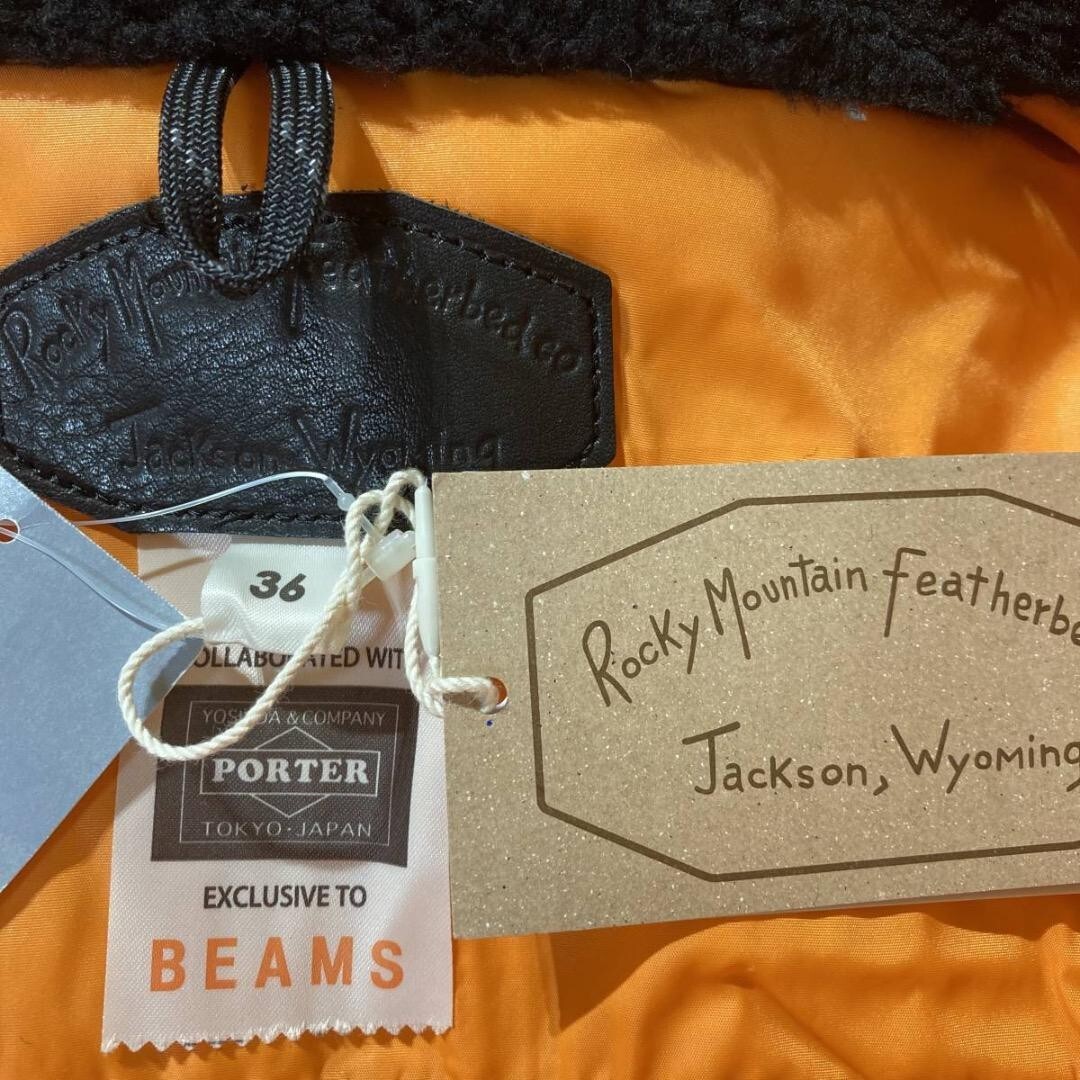 Rocky Mountain Featherbed co
Jackson, Wyoming
36
COLLABORATED WITH
YOSHIDA & COMPANY
PORTER
TOKYO・JAPAN
EXCLUSIVE TO
BEAMS
Rocky Mountain Featherbe
Jackson, Wyoming